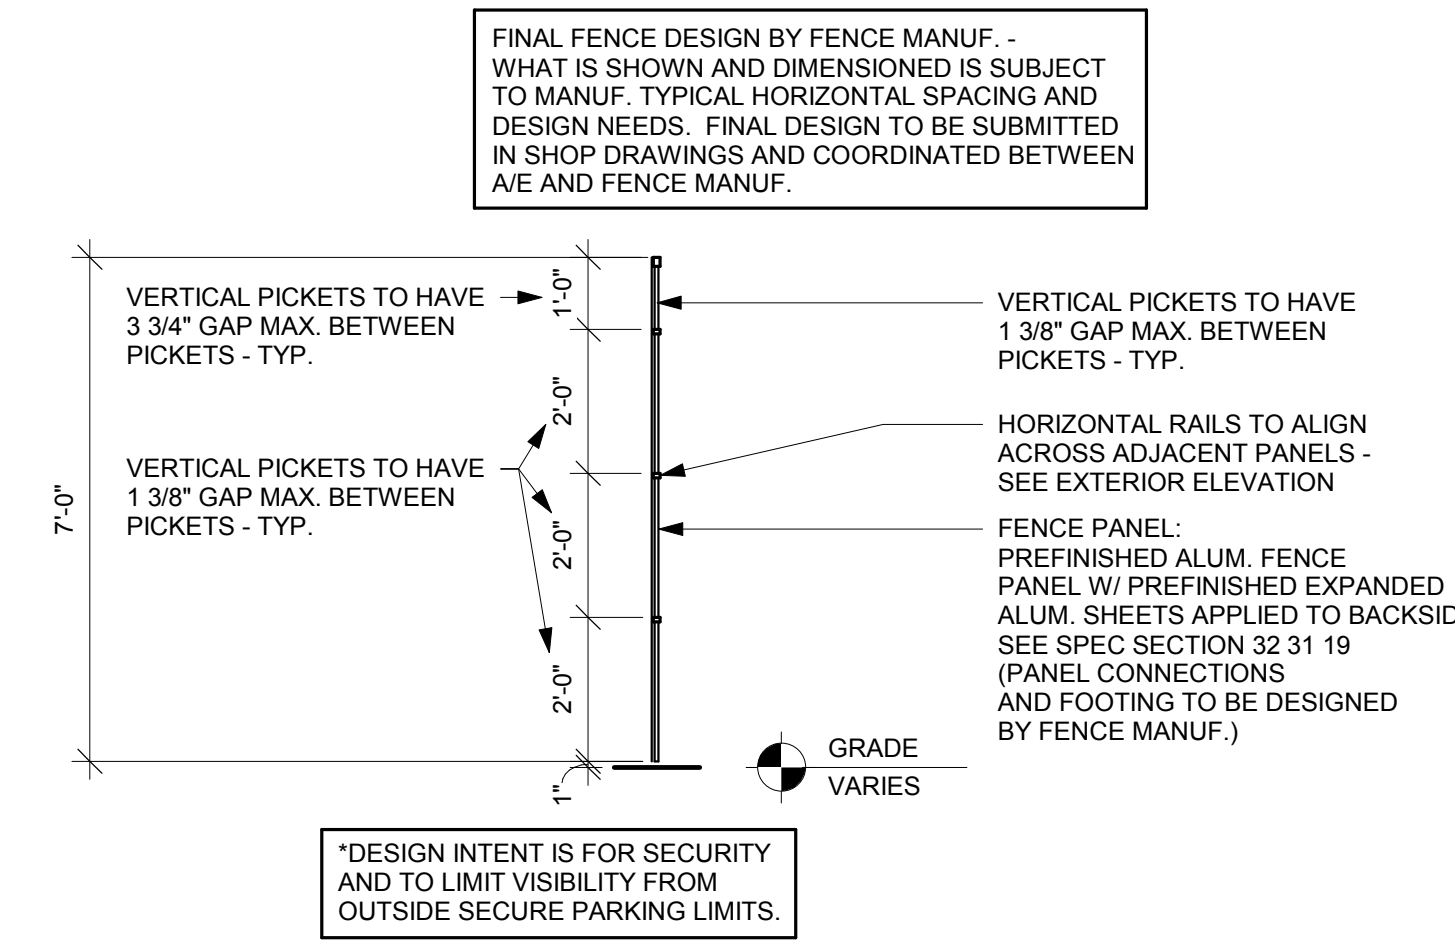 FINAL FENCE DESIGN BY FENCE MANUF. -
WHAT IS SHOWN AND DIMENSIONED IS SUBJECT
TO MANUF. TYPICAL HORIZONTAL SPACING AND
DESIGN NEEDS. FINAL DESIGN TO BE SUBMITTED
IN SHOP DRAWINGS AND COORDINATED BETWEEN
A/E AND FENCE MANUF.
7'-0"
VERTICAL PICKETS TO HAVE
3 3/4" GAP MAX. BETWEEN
PICKETS - TYP.
VERTICAL PICKETS TO HAVE
1 3/8" GAP MAX. BETWEEN
PICKETS - TYP.
1'-0"
2'-0"
2'-0"
2'-0"
1"
VERTICAL PICKETS TO HAVE
1 3/8" GAP MAX. BETWEEN
PICKETS - TYP.
HORIZONTAL RAILS TO ALIGN
ACROSS ADJACENT PANELS -
SEE EXTERIOR ELEVATION
FENCE PANEL:
PREFINISHED ALUM. FENCE
PANEL W/ PREFINISHED EXPANDED
ALUM. SHEETS APPLIED TO BACKSID
SEE SPEC SECTION 32 31 19
(PANEL CONNECTIONS
AND FOOTING TO BE DESIGNED
BY FENCE MANUF.)
GRADE
VARIES
*DESIGN INTENT IS FOR SECURITY
AND TO LIMIT VISIBILITY FROM
OUTSIDE SECURE PARKING LIMITS.